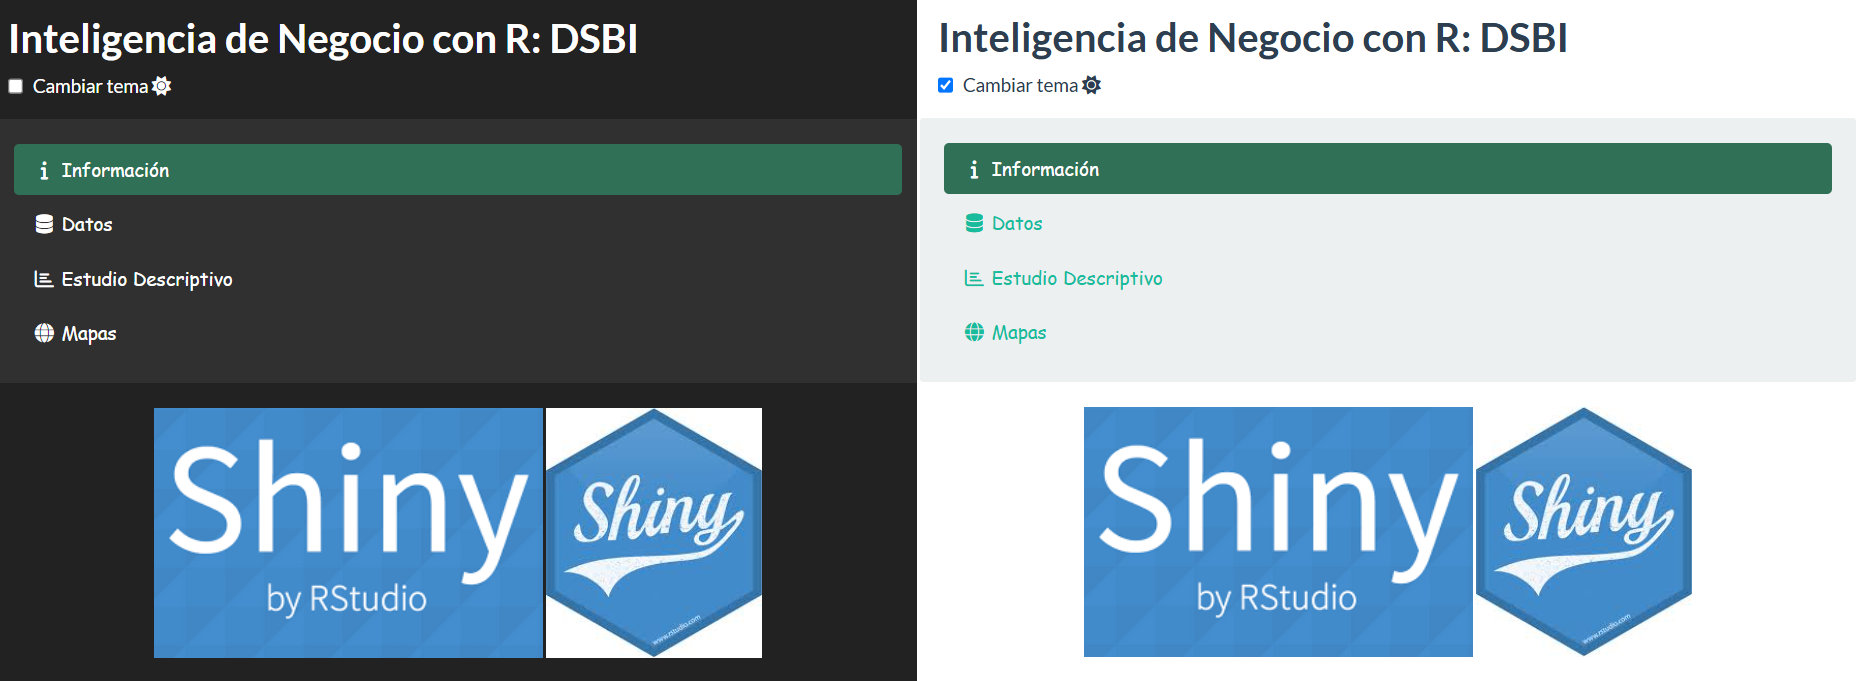 Inteligencia de Negocio con R: DSBI
Cambiar tema
Información
Datos
Estudio Descriptivo
Mapas
Shiny
by RStudio
Shiny
www.rstudio.com
Inteligencia de Negocio con R: DSBI
Cambiar tema
Información
Datos
Estudio Descriptivo
Mapas
Shiny
by RStudio
Shiny
www.rstudio.com